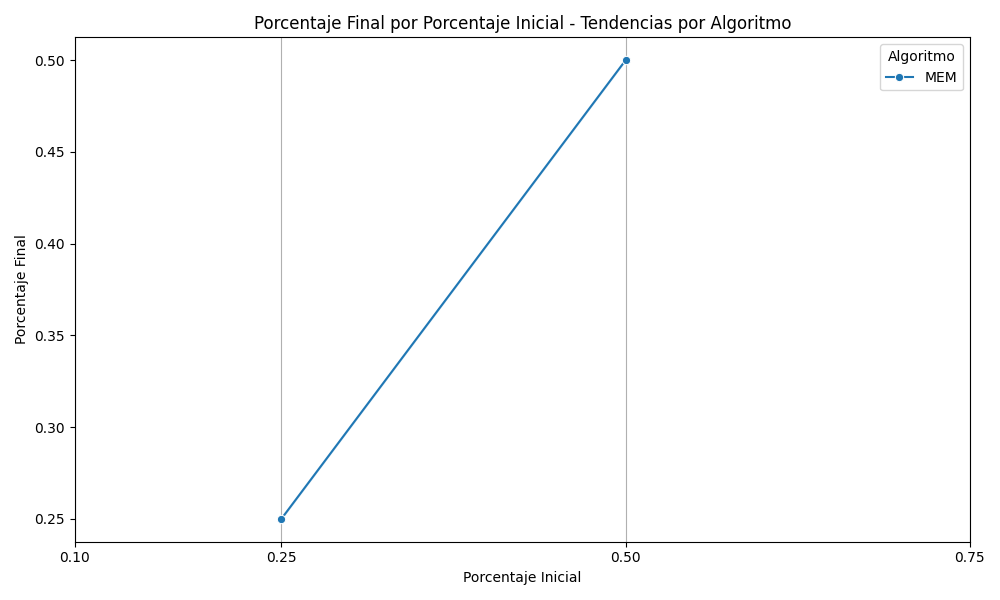 Porcentaje Final por Porcentaje Inicial - Tendencias por Algoritmo
Algoritmo
MEM
Porcentaje Final
0.50
0.45
0.40
0.35
0.30
0.25
0.10
0.25
0.50
0.75
Porcentaje Inicial